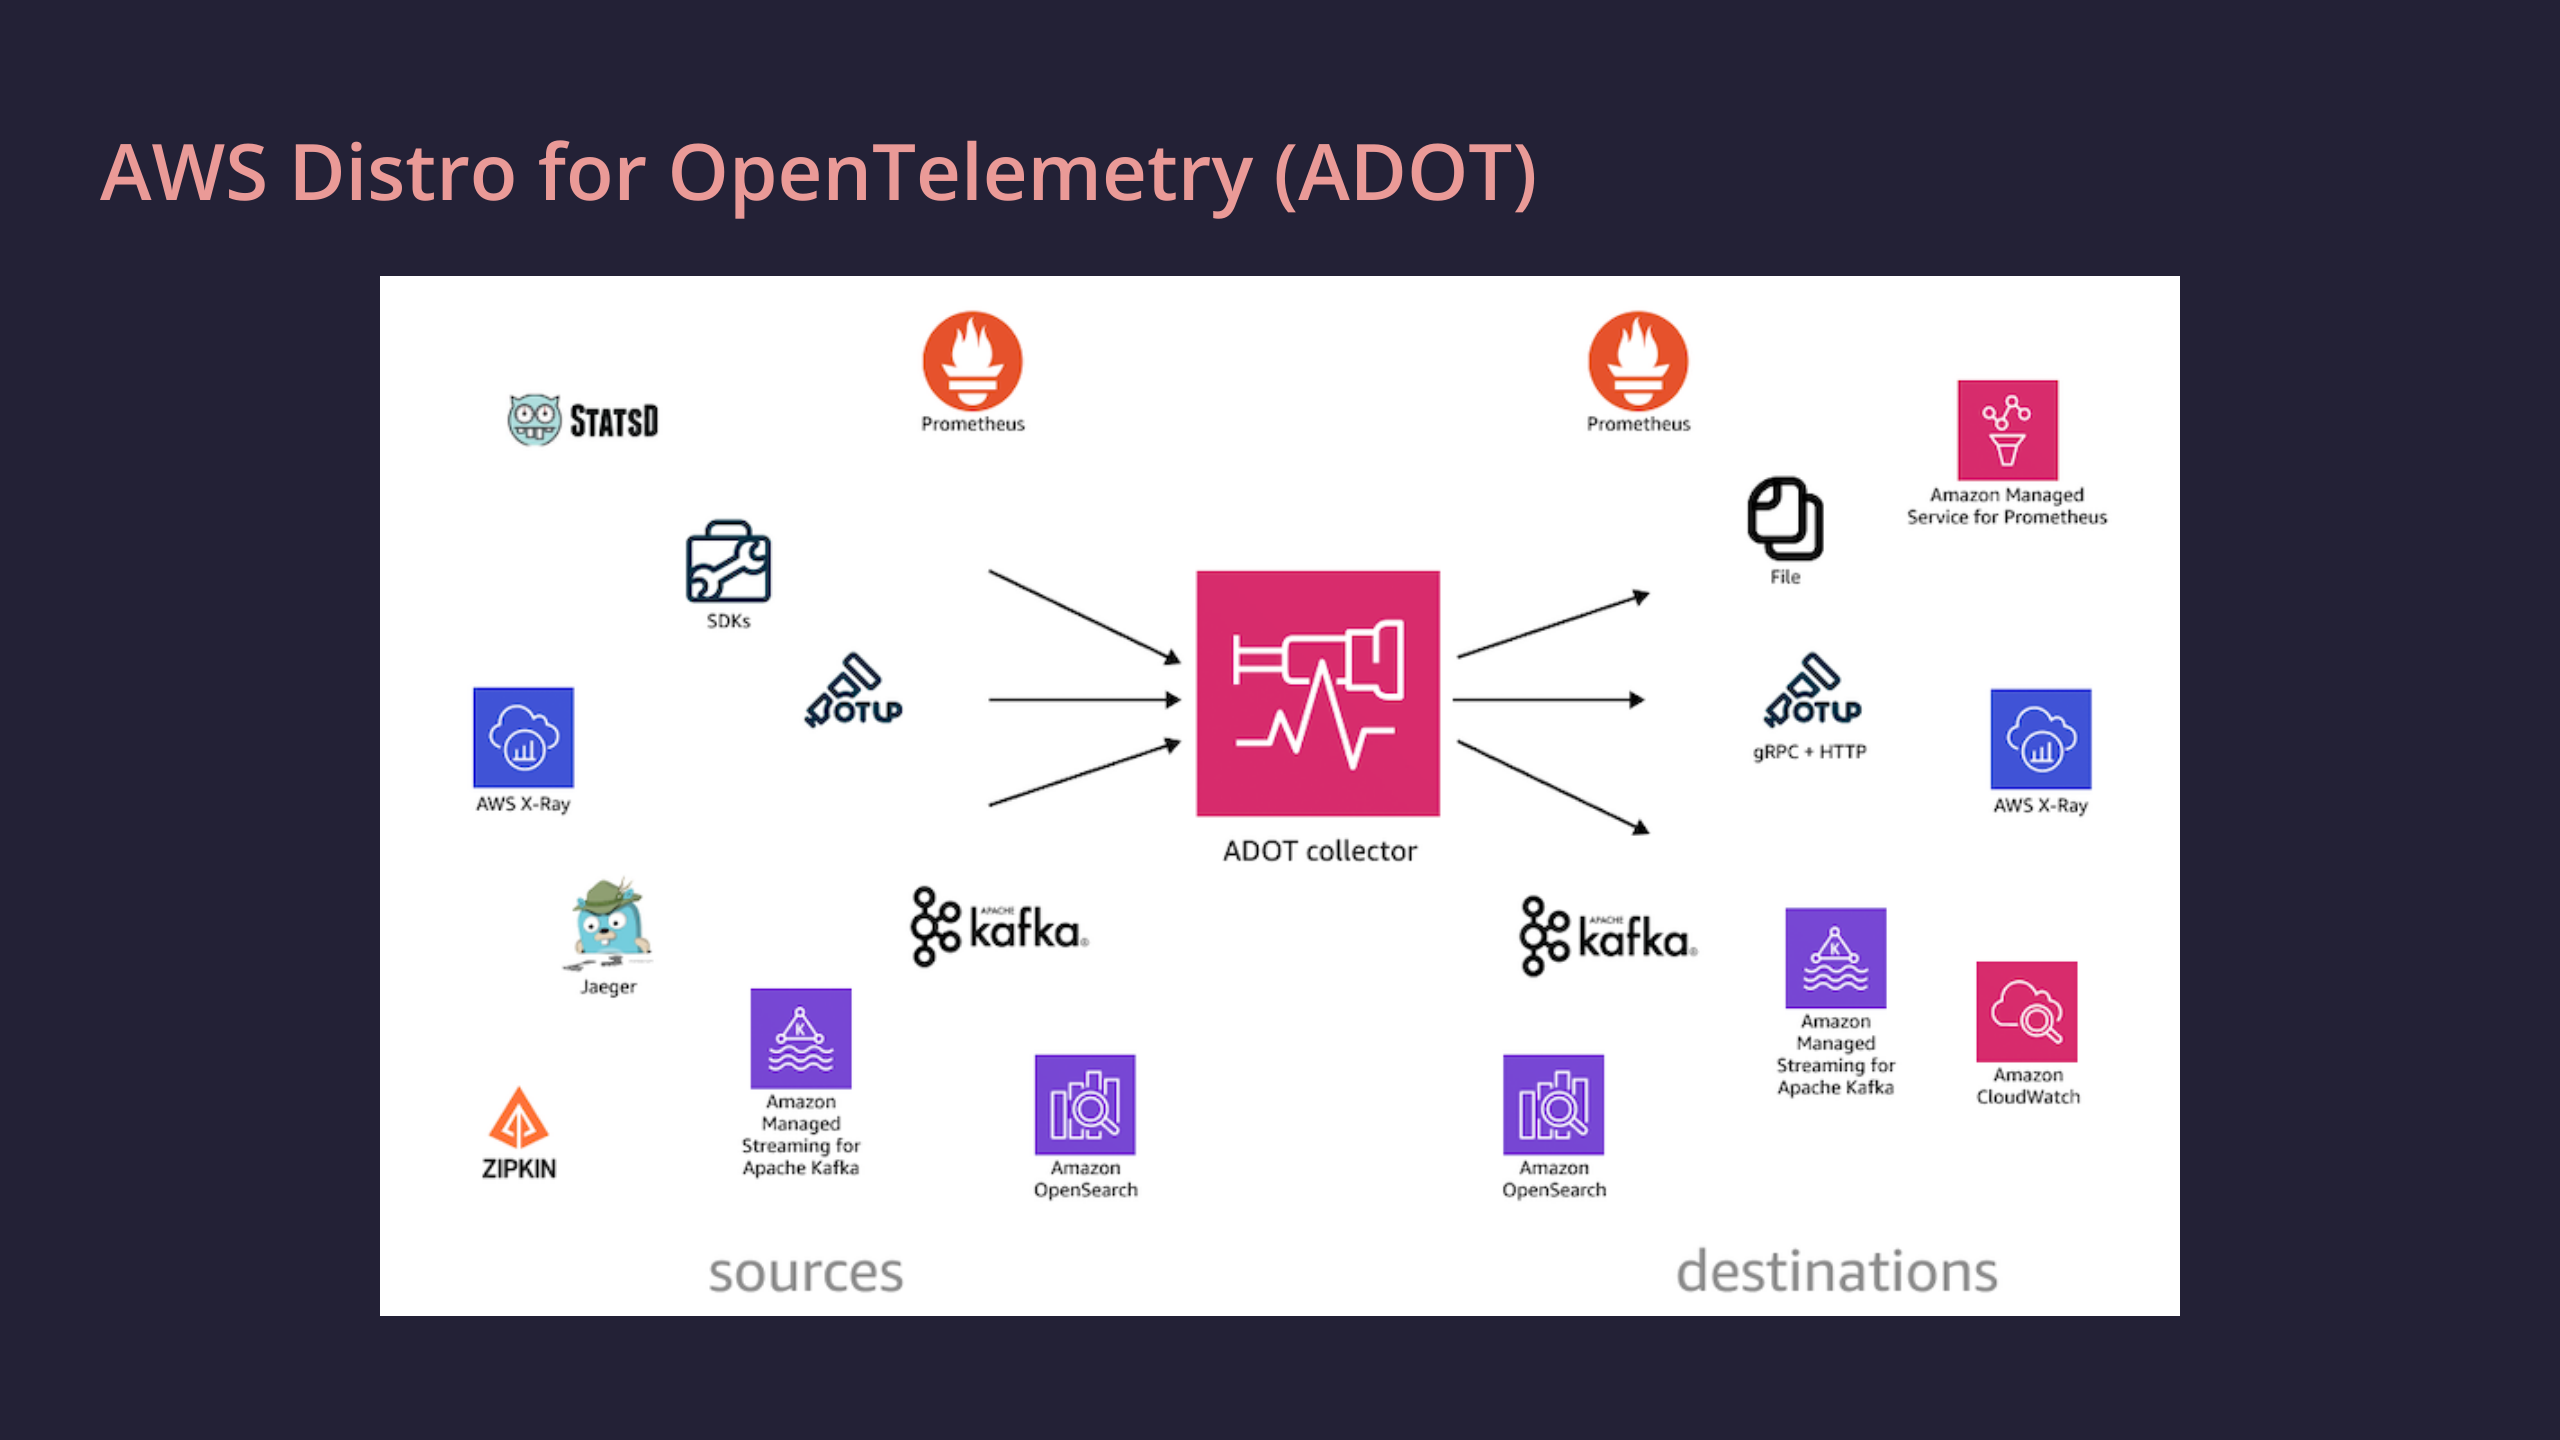 AWS Distro for OpenTelemetry (ADOT)
STATSD
Prometheus
SDKs
OTLP
AWS X-Ray
Jaeger
APACHE
kafka®
ZIPKIN
Amazon
Managed
Streaming for
Apache Kafka
Amazon
OpenSearch
sources
ADOT collector
Prometheus
Amazon Managed
Service for Prometheus
File
OTLP
gRPC + HTTP
AWS X-Ray
APACHE
kafka®
K
Amazon
Managed
Streaming for
Apache Kafka
Amazon
CloudWatch
Amazon
OpenSearch
destinations